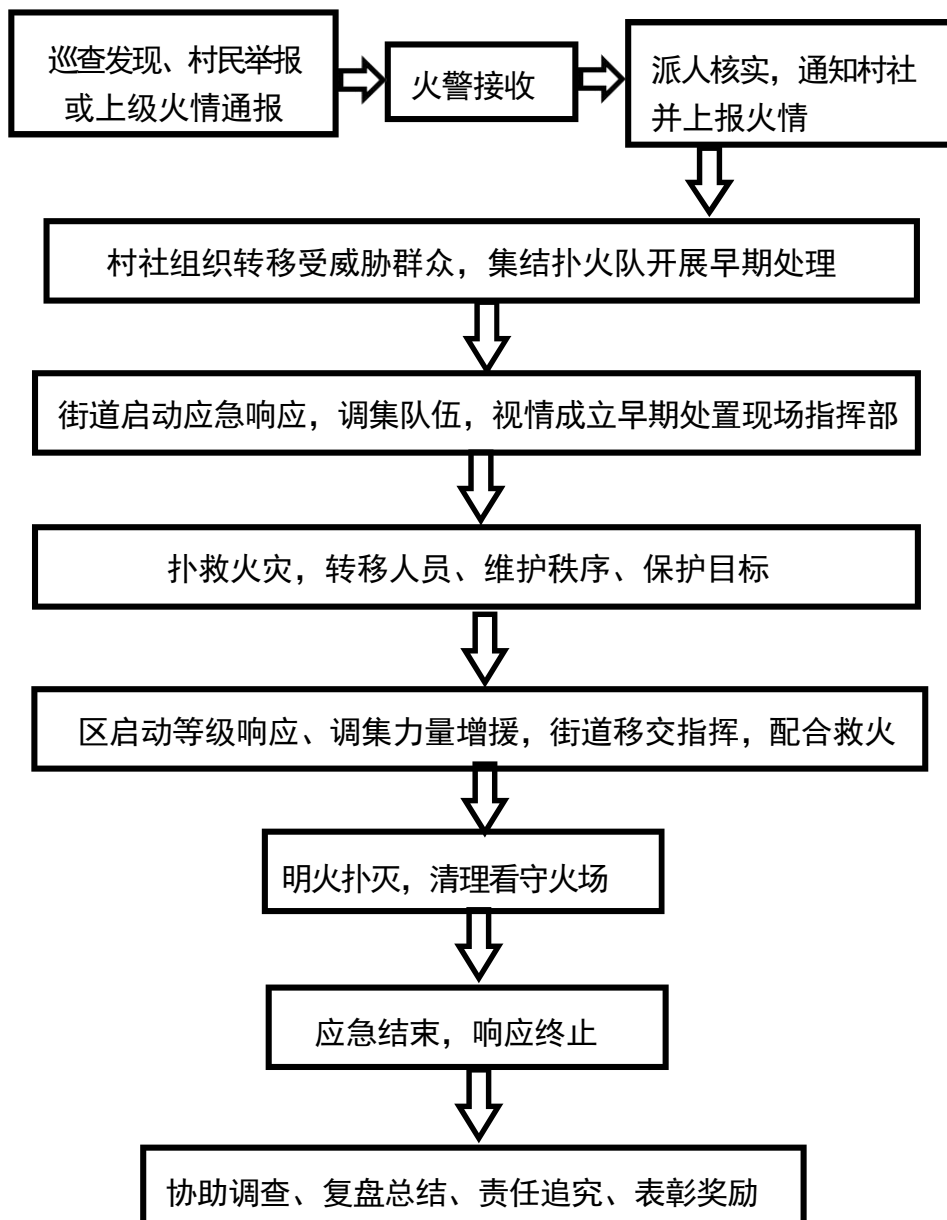 巡查发现、村民举报
或上级火情通报
火警接收
派人核实，通知村社
并上报火情
村社组织转移受威胁群众，集结扑火队开展早期处理
街道启动应急响应，调集队伍，视情成立早期处置现场指挥部
扑救火灾，转移人员、维护秩序、保护目标
区启动等级响应、调集力量增援，街道移交指挥，配合救火
明火扑灭，清理看守火场
应急结束，响应终止
协助调查、复盘总结、责任追究、表彰奖励